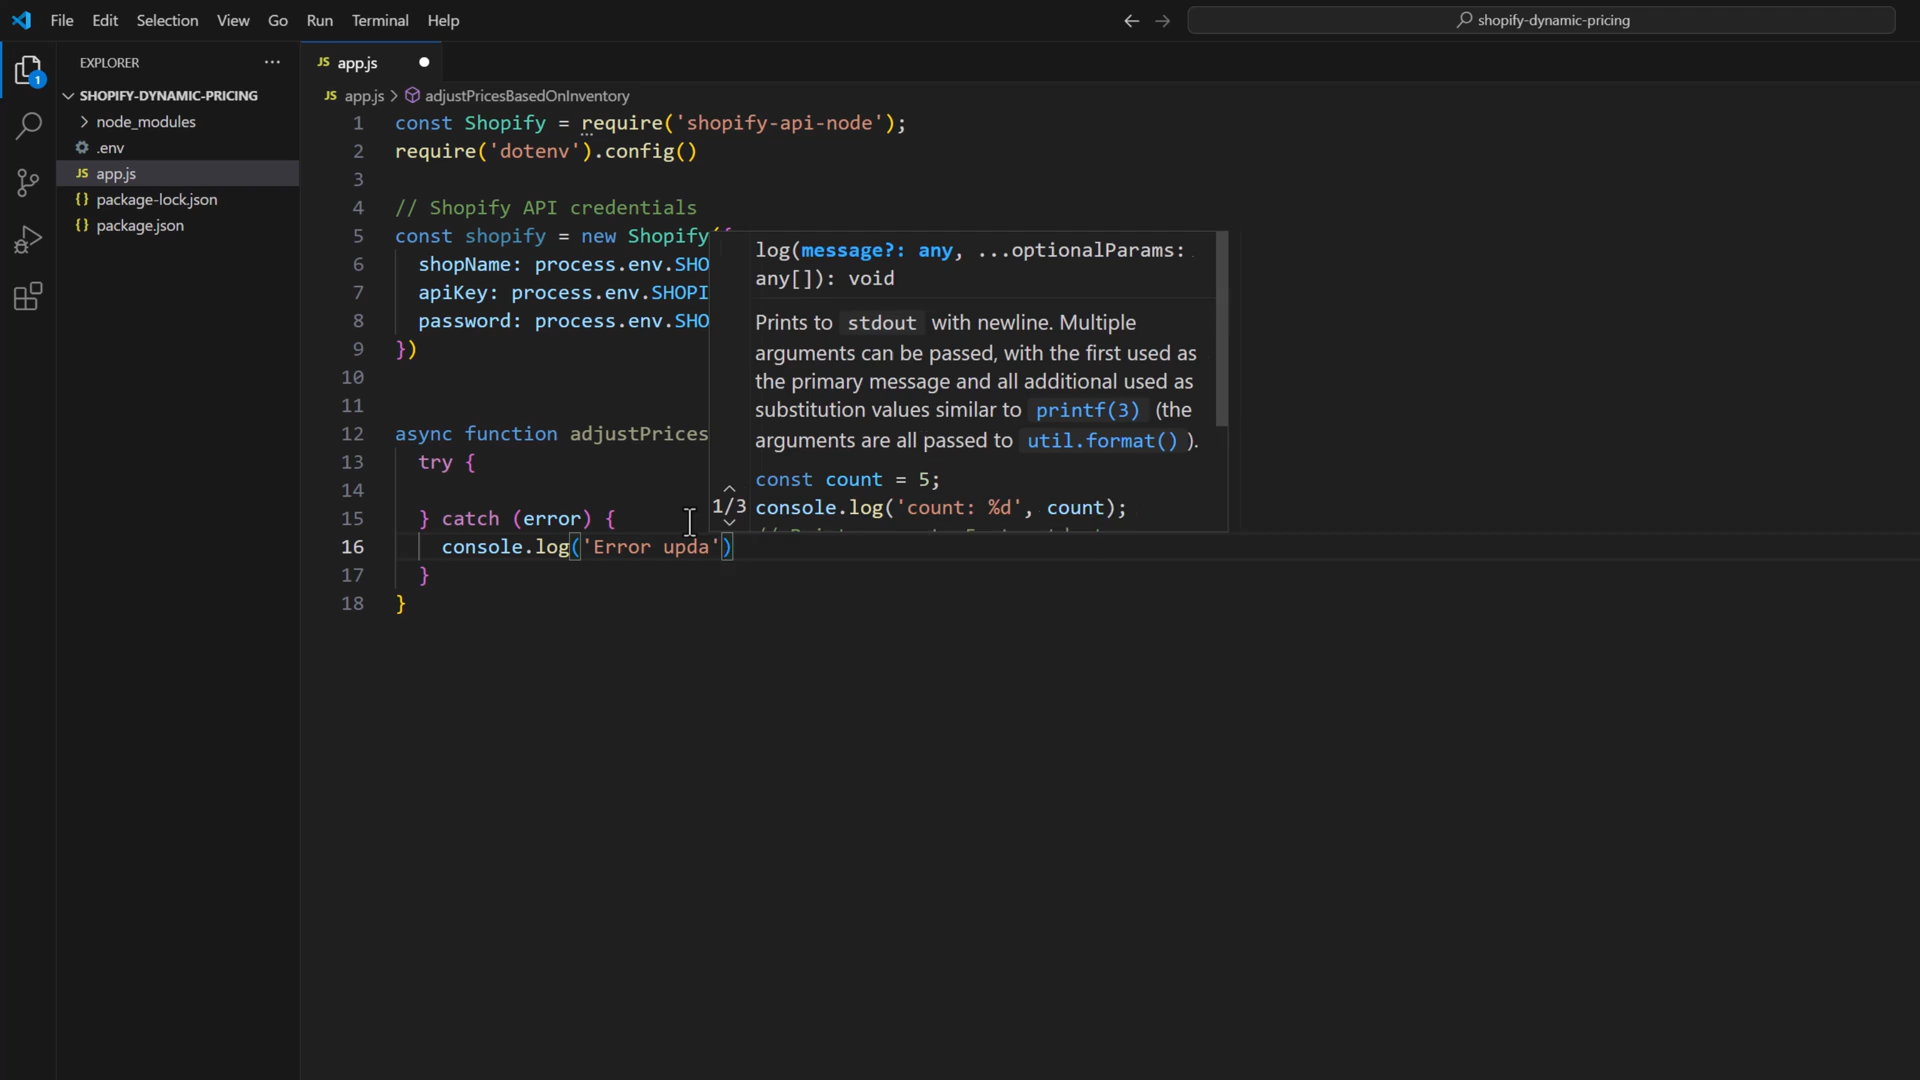 File Edit Selection View Go Run Terminal Help
shopify-dynamic-pricing
1
EXPLORER
SHOPIFY-DYNAMIC-PRICING
node_modules
.env
JS app.js
{} package-lock.json
{} package.json
JS app.js
JS app.js > adjustPricesBasedOnInventory
1 const Shopify = require('shopify-api-node');
2 require('dotenv').config()
3
4 // Shopify API credentials
5 const shopify = new Shopify({
6 shopName: process.env.SHO
7 apiKey: process.env.SHOPI
8 password: process.env.SHO
9 })
10
11
12 async function adjustPrices
13 try {
14
15 } catch (error) {
16 console.log('Error upda')
17 }
18 }
log(message?: any, ...optionalParams:
any[]): void
Prints to stdout with newline. Multiple
arguments can be passed, with the first used as
the primary message and all additional used as
substitution values similar to printf(3) (the
arguments are all passed to util.format() ).
const count = 5;
1/3
console.log('count: %d', count);